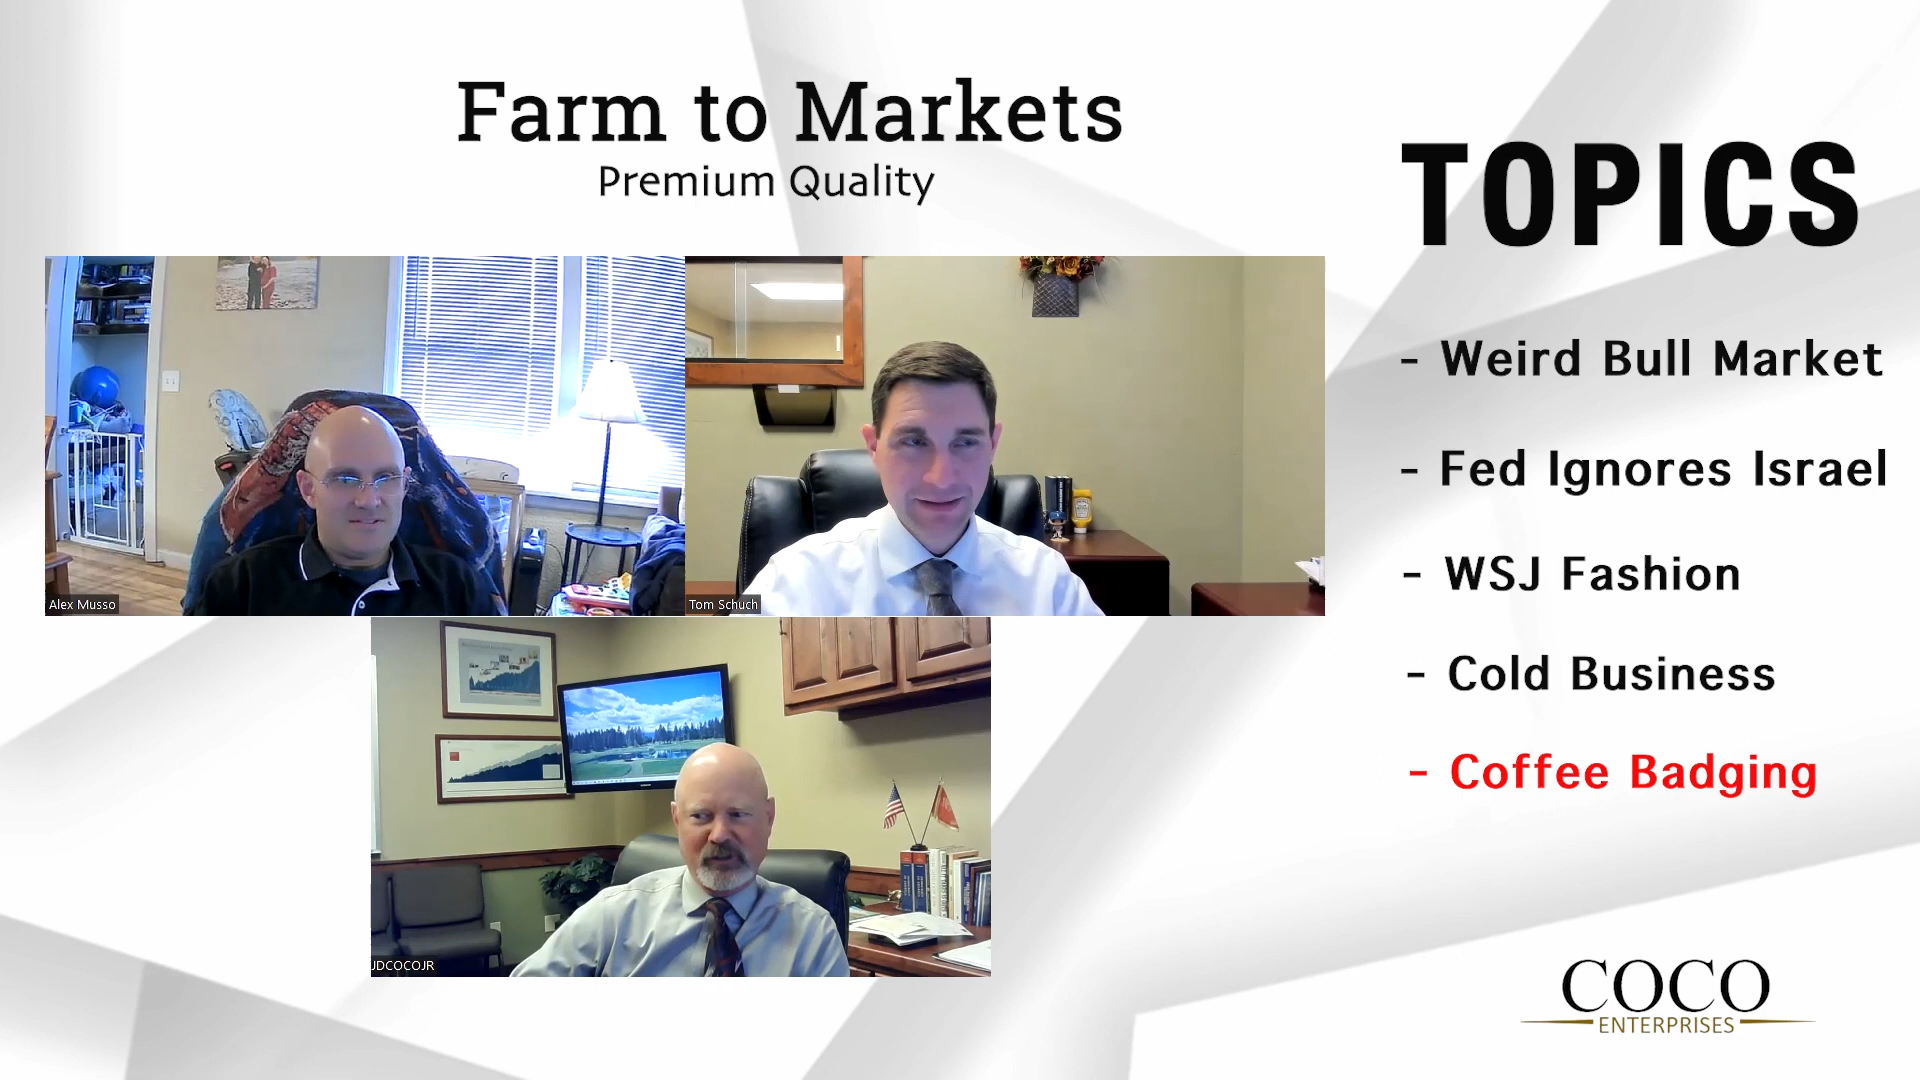 Farm to Markets
Premium Quality
TOPICS
- Weird Bull Market
- Fed Ignores Israel
- WSJ Fashion
- Cold Business
- Coffee Badging
Alex Musso
Tom Schuch
JDCOCOJR
COCO
ENTERPRISES